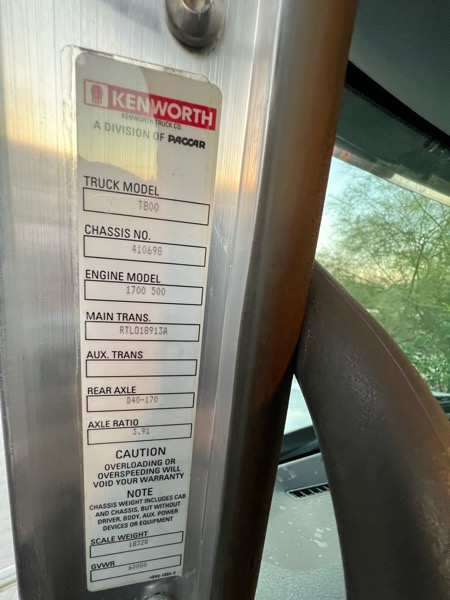 KENWORTH
KENWORTH TRUCK CO.
A DIVISION OF PACCAR
TRUCK MODEL
T800
CHASSIS NO.
410698
ENGINE MODEL
1700 500
MAIN TRANS.
RTLO18913A
AUX. TRANS
REAR AXLE
D40-170
AXLE RATIO
3.91
CAUTION
OVERLOADING OR
OVERSPEEDING WILL
VOID YOUR WARRANTY
NOTE
CHASSIS WEIGHT INCLUDES CAB
AND CHASSIS, BUT WITHOUT
DRIVER, BODY, AUX. POWER
DEVICES OR EQUIPMENT
SCALE WEIGHT
18328
GVWR
60000